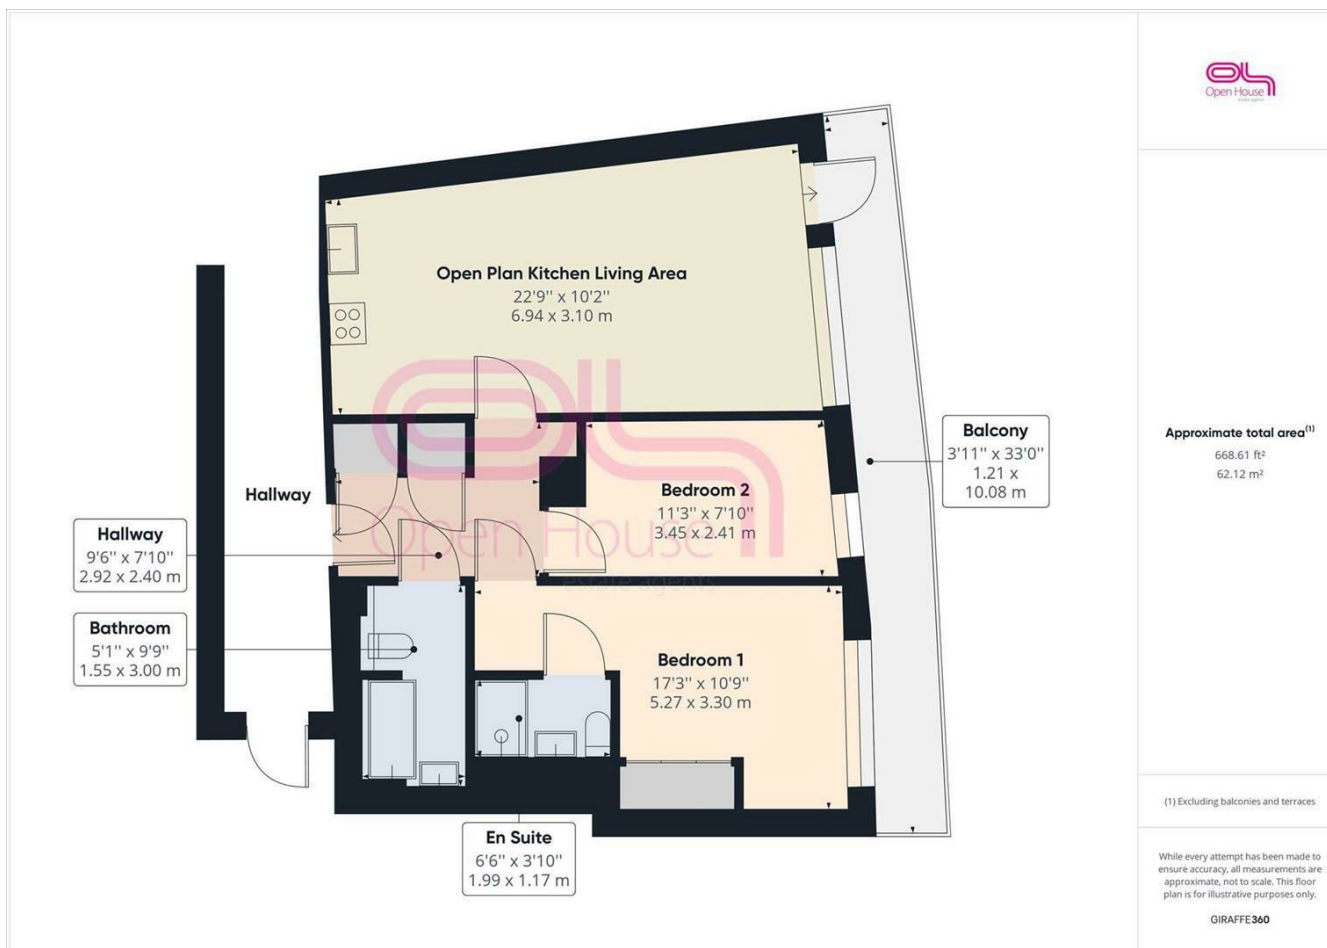 Open House
estate agents
Open Plan Kitchen Living Area
22'9" x 10'2"
6.94 x 3.10 m
Balcony
3'11" x 33'0"
1.21 x
10.08 m
Hallway
Bedroom 2
11'3" x 7'10"
3.45 x 2.41 m
Hallway
9'6" x 7'10"
2.92 x 2.40 m
Open House
estate agents
Bathroom
5'1" x 9'9"
1.55 x 3.00 m
Bedroom 1
17'3" x 10'9"
5.27 x 3.30 m
En Suite
6'6" x 3'10"
1.99 x 1.17 m
Approximate total area(1)
668.61 ft²
62.12 m²
(1) Excluding balconies and terraces
While every attempt has been made to
ensure accuracy, all measurements are
approximate, not to scale. This floor
plan is for illustrative purposes only.
GIRAFFE360